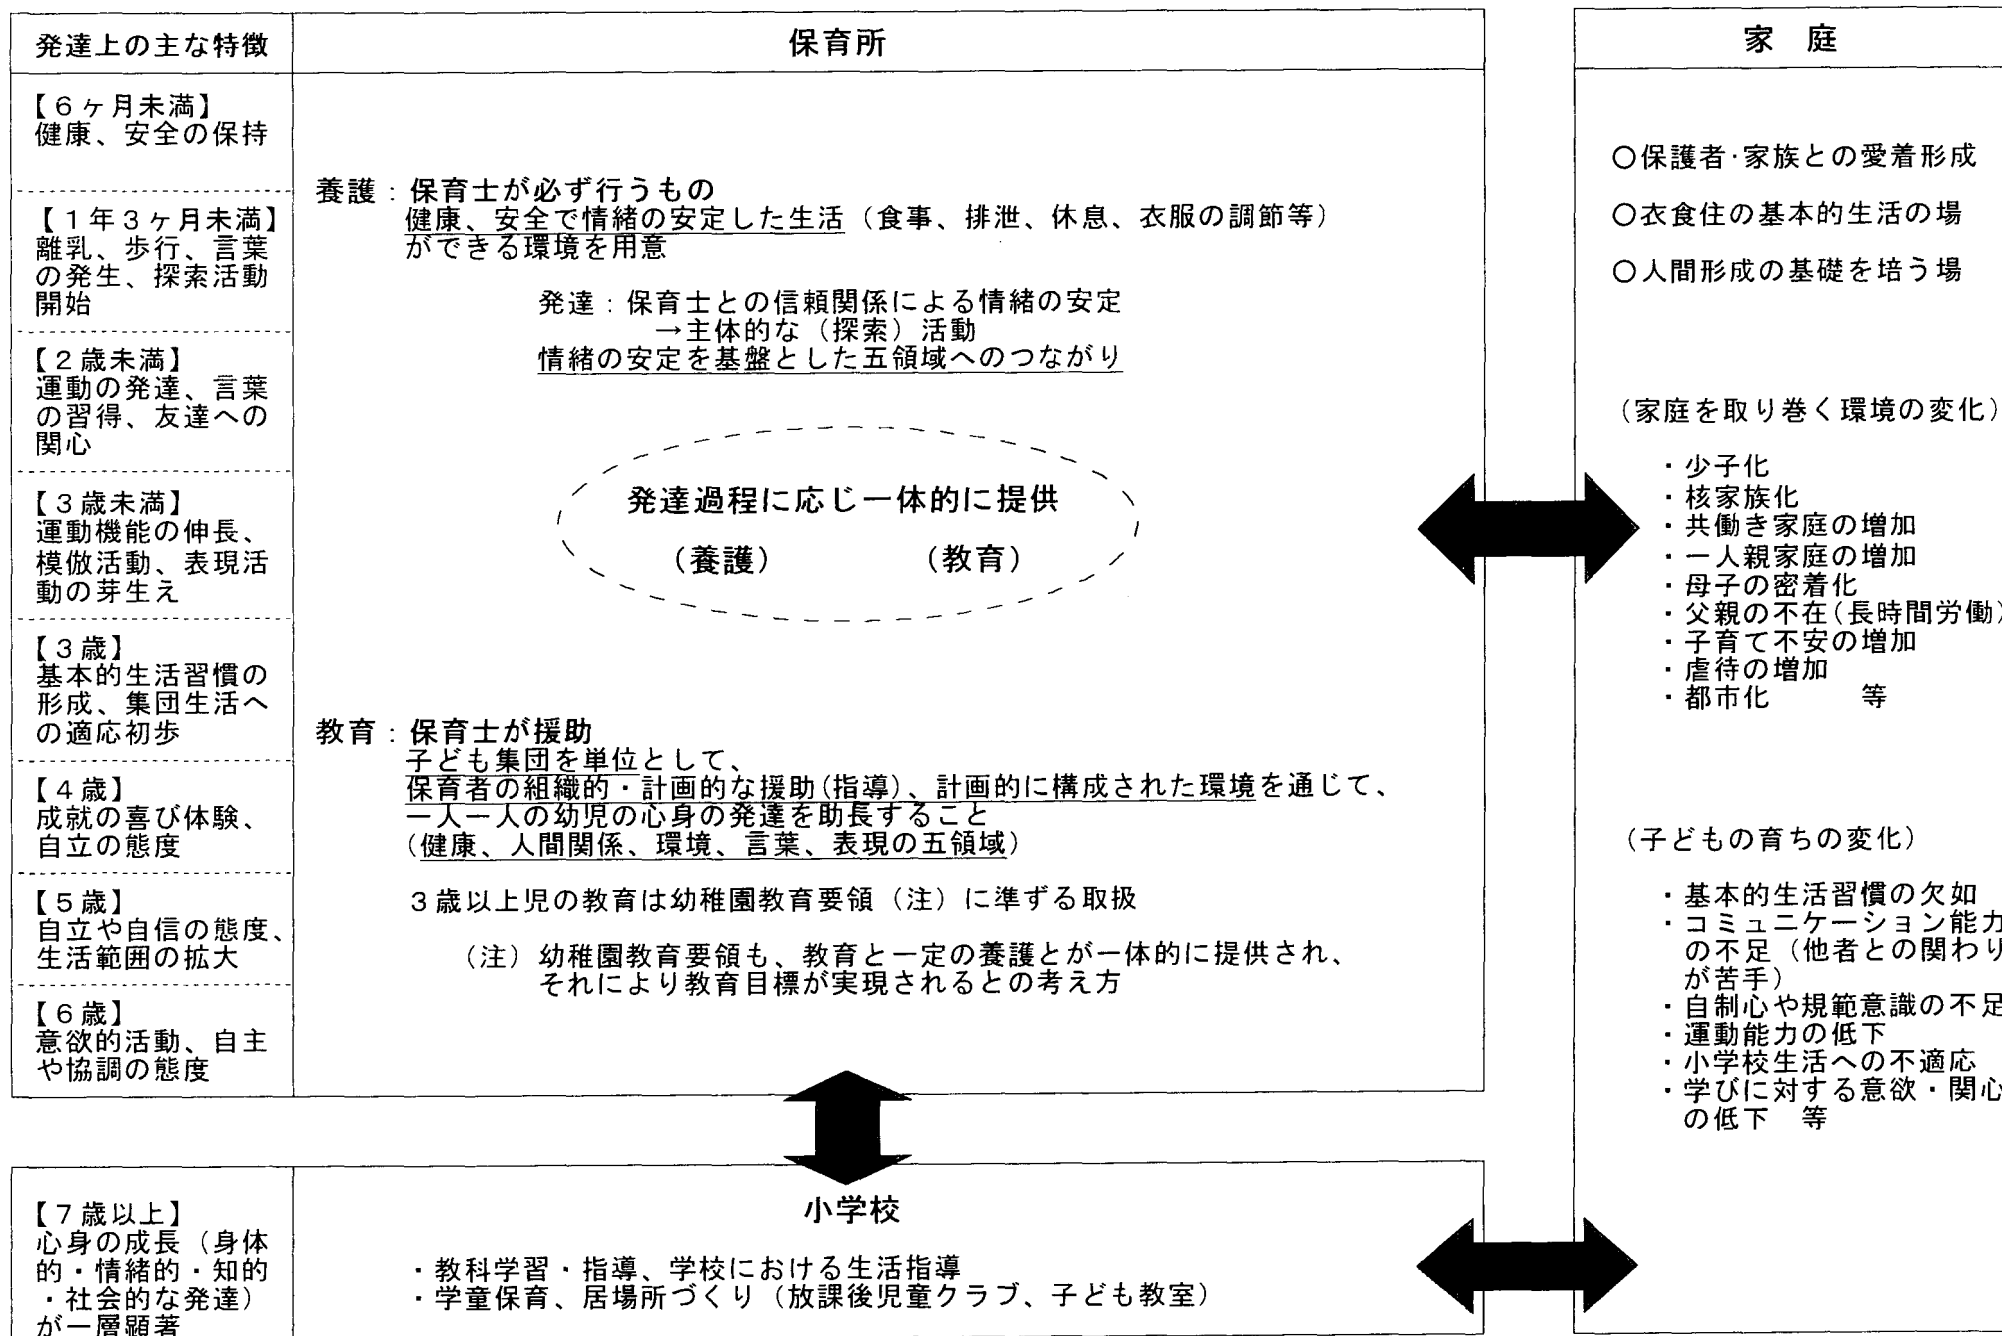 発達上の主な特徴
【６ヶ月未満】
健康、安全の保持
【１年３ヶ月未満】
離乳、歩行、言葉
の発生、探索活動
開始
【２歳未満】
運動の発達、言葉
の習得、友達への
関心
【３歳未満】
運動機能の伸長、
模倣活動、表現活
動の芽生え
【３歳】
基本的生活習慣の
形成、集団生活へ
の適応初歩
【４歳】
成就の喜び体験、
自立の態度
【５歳】
自立や自信の態度、
生活範囲の拡大
【６歳】
意欲的活動、自主
や協調の態度
保育所
養護：保育士が必ず行うもの
健康、安全で情緒の安定した生活（食事、排泄、休息、衣服の調節等）
ができる環境を用意
発達：保育士との信頼関係による情緒の安定
→主体的な（探索）活動
情緒の安定を基盤とした五領域へのつながり
発達過程に応じ一体的に提供
（養護）　（教育）
教育：保育士が援助
子ども集団を単位として、
保育者の組織的・計画的な援助(指導)、計画的に構成された環境を通じて、
一人一人の幼児の心身の発達を助長すること
（健康、人間関係、環境、言葉、表現の五領域）
３歳以上児の教育は幼稚園教育要領（注）に準ずる取扱
（注）幼稚園教育要領も、教育と一定の養護とが一体的に提供され、
それにより教育目標が実現されるとの考え方
家　庭
○保護者・家族との愛着形成
○衣食住の基本的生活の場
○人間形成の基礎を培う場
（家庭を取り巻く環境の変化）
・少子化
・核家族化
・共働き家庭の増加
・一人親家庭の増加
・母子の密着化
・父親の不在(長時間労働)
・子育て不安の増加
・虐待の増加
・都市化　　等
（子どもの育ちの変化）
・基本的生活習慣の欠如
・コミュニケーション能力
の不足（他者との関わり
が苦手）
・自制心や規範意識の不足
・運動能力の低下
・小学校生活への不適応
・学びに対する意欲・関心
の低下　等
【７歳以上】
心身の成長（身体
的・情緒的・知的
・社会的な発達）
が一層顕著
小学校
・教科学習・指導、学校における生活指導
・学童保育、居場所づくり（放課後児童クラブ、子ども教室）